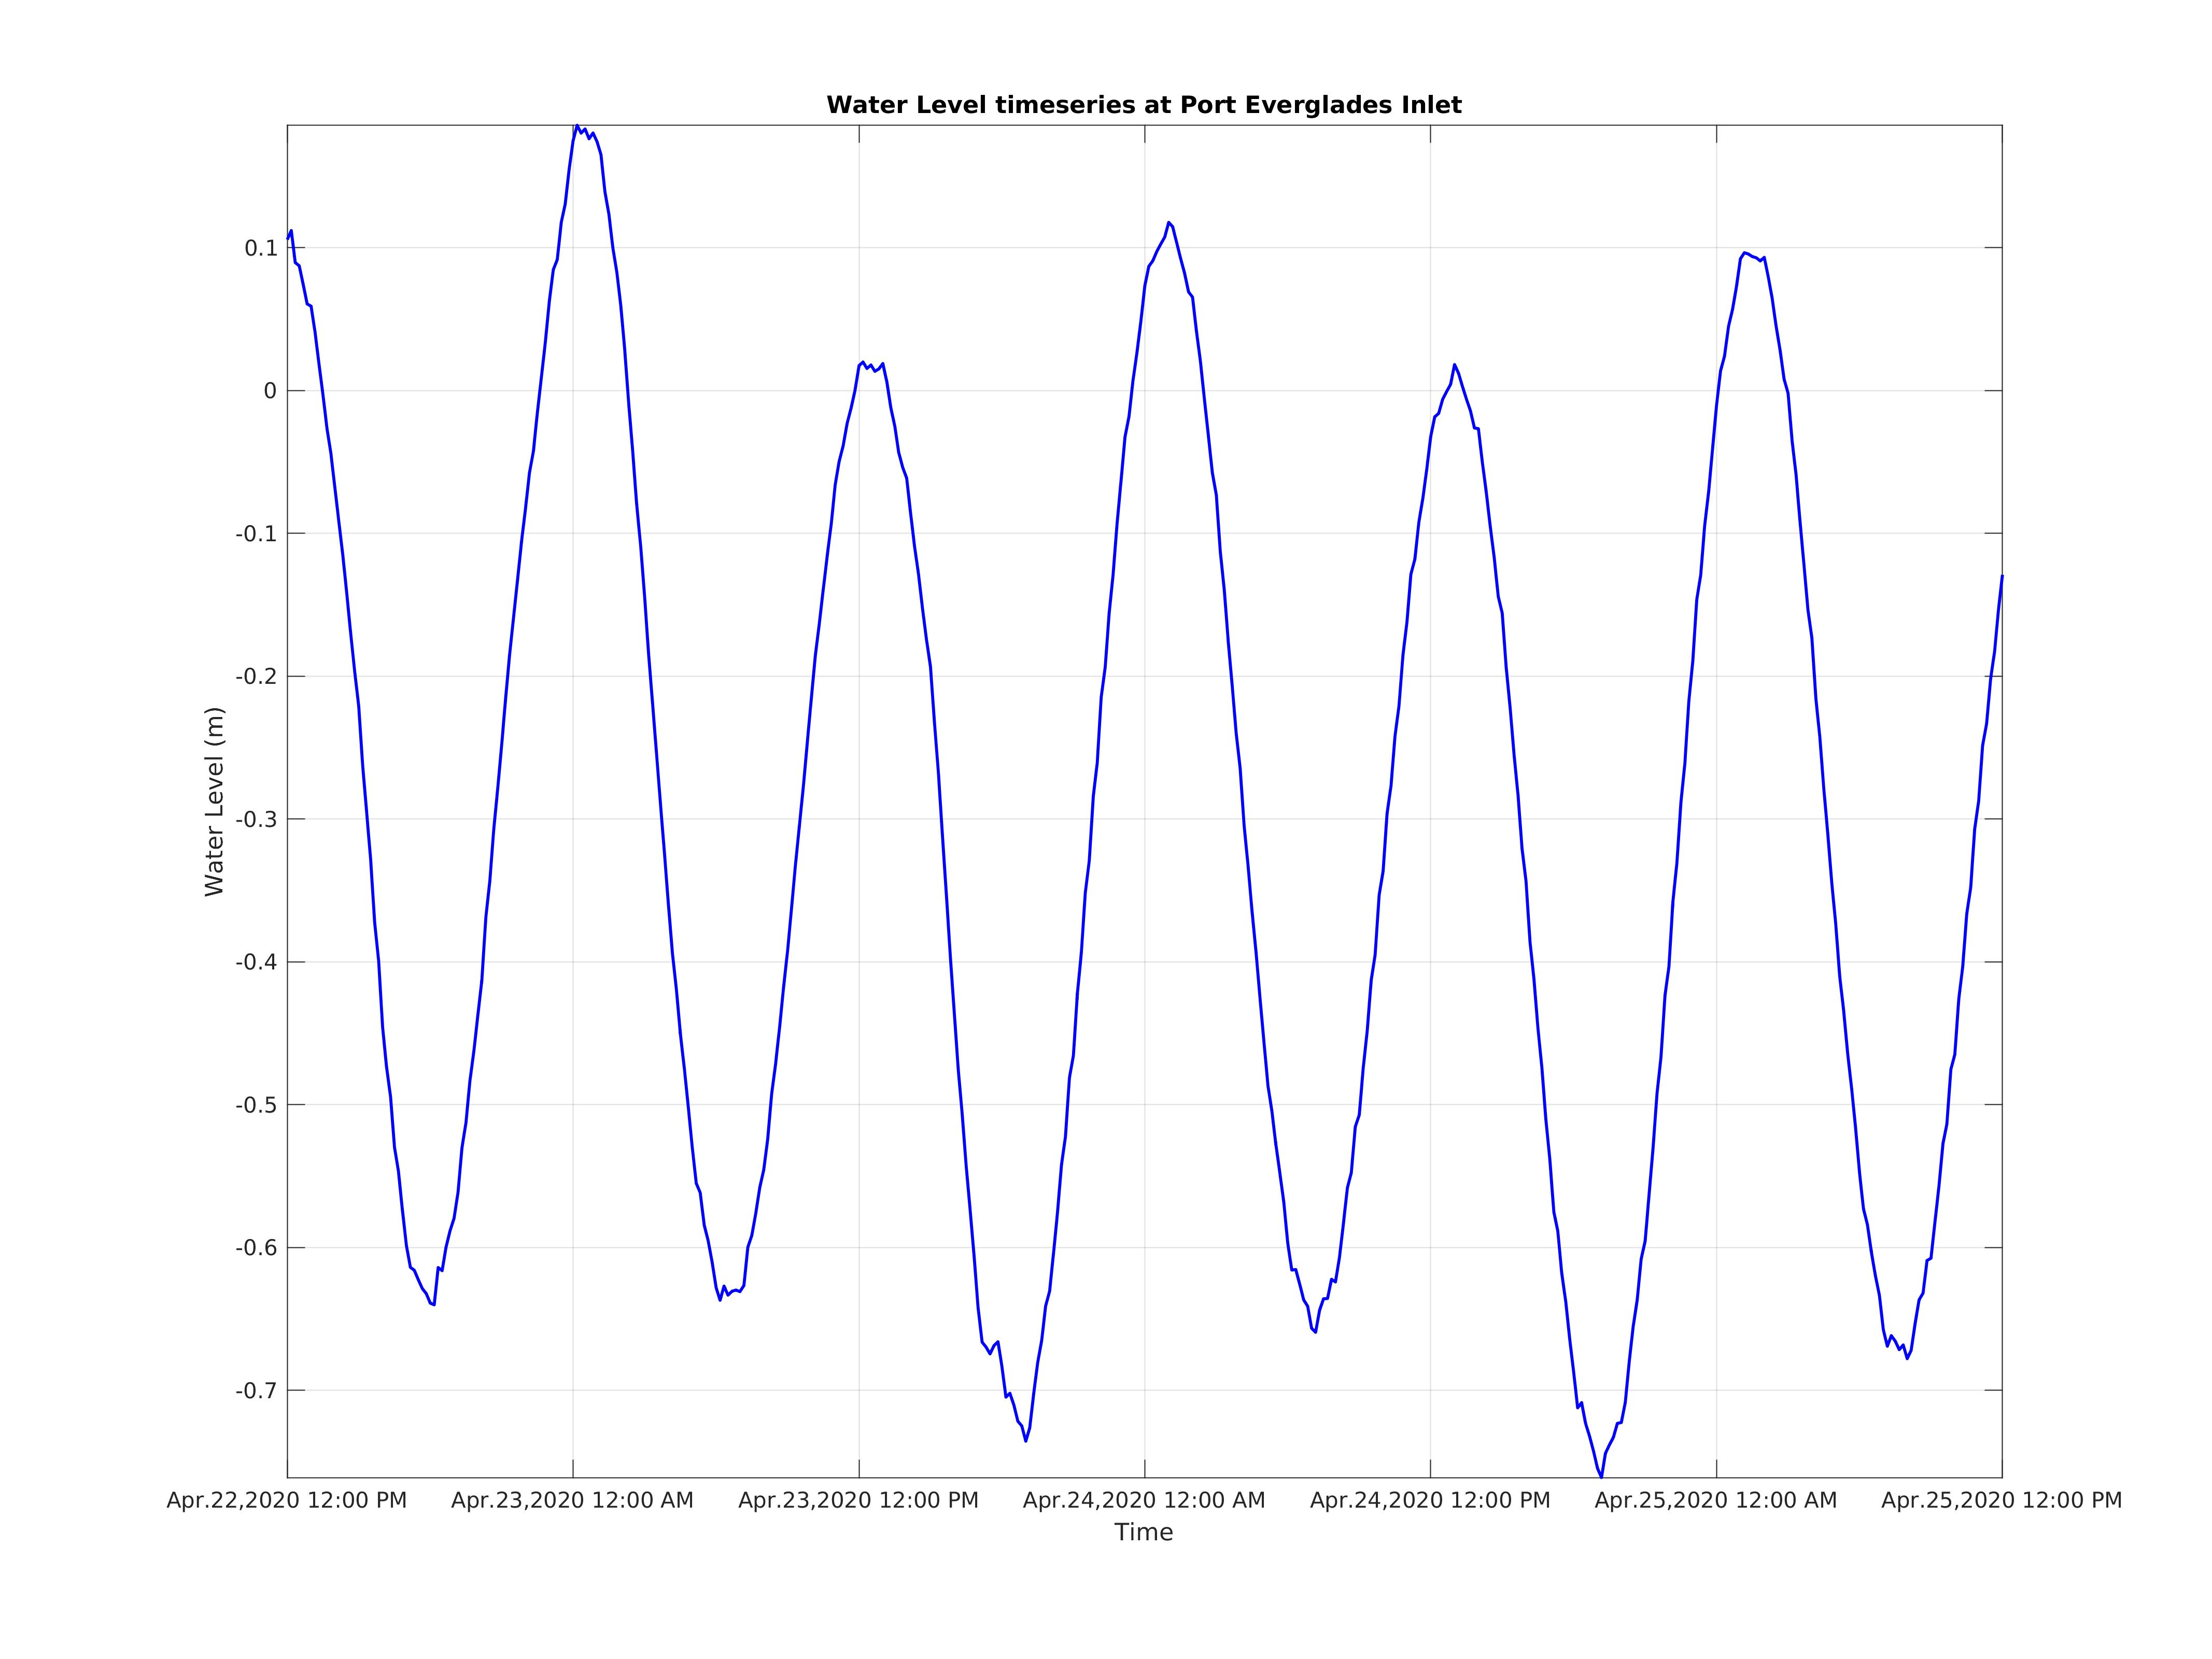 Water Level timeseries at Port Everglades Inlet
0.1
0
-0.1
-0.2
-0.3
-0.4
-0.5
-0.6
-0.7
Water Level (m)
Apr.22,2020 12:00 PM
Apr.23,2020 12:00 AM
Apr.23,2020 12:00 PM
Apr.24,2020 12:00 AM
Apr.24,2020 12:00 PM
Apr.25,2020 12:00 AM
Apr.25,2020 12:00 PM
Time